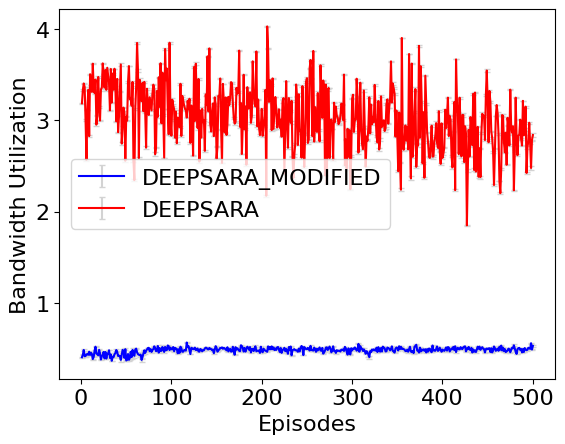 4
3
2
1
Bandwidth Utilization
DEEPSARA_MODIFIED
DEEPSARA
0 100 200 300 400 500
Episodes